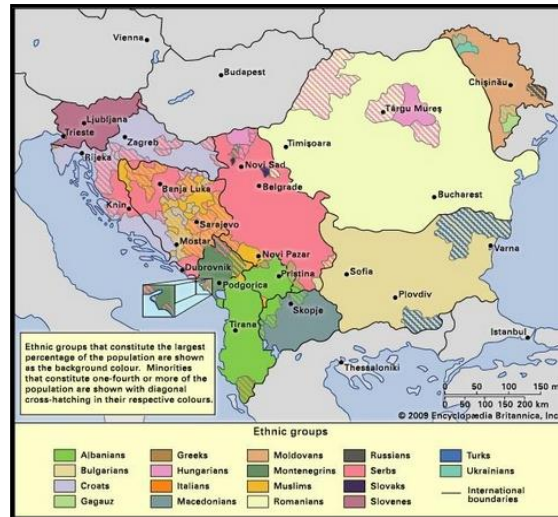 Vienna
Budapest
Chişinău
Ljubljana
Trieste
Zagreb
Rijeka
Târgu Mureş
Timişoara
Novi Sad
Banja Luka
Belgrade
Bucharest
Knin
Sarajevo
Mostar
Novi Pazar
Varna
Dubrovnik
Priština
Sofia
Podgorica
Plovdiv
Skopje
Tirana
Istanbul
Thessaloniki
Ethnic groups that constitute the largest
percentage of the population are shown
as the background colour. Minorities
that constitute one-fourth or more of the
population are shown with diagonal
cross-hatching in their respective colours.
0 50 100 150 mi
0 50 100 150 200 km
© 2009 Encyclopædia Britannica, Inc.
Ethnic groups
Albanians
Greeks
Moldovans
Russians
Turks
Bulgarians
Hungarians
Montenegrins
Serbs
Ukrainians
Croats
Italians
Muslims
Slovaks
International
boundaries
Gagauz
Macedonians
Romanians
Slovenes